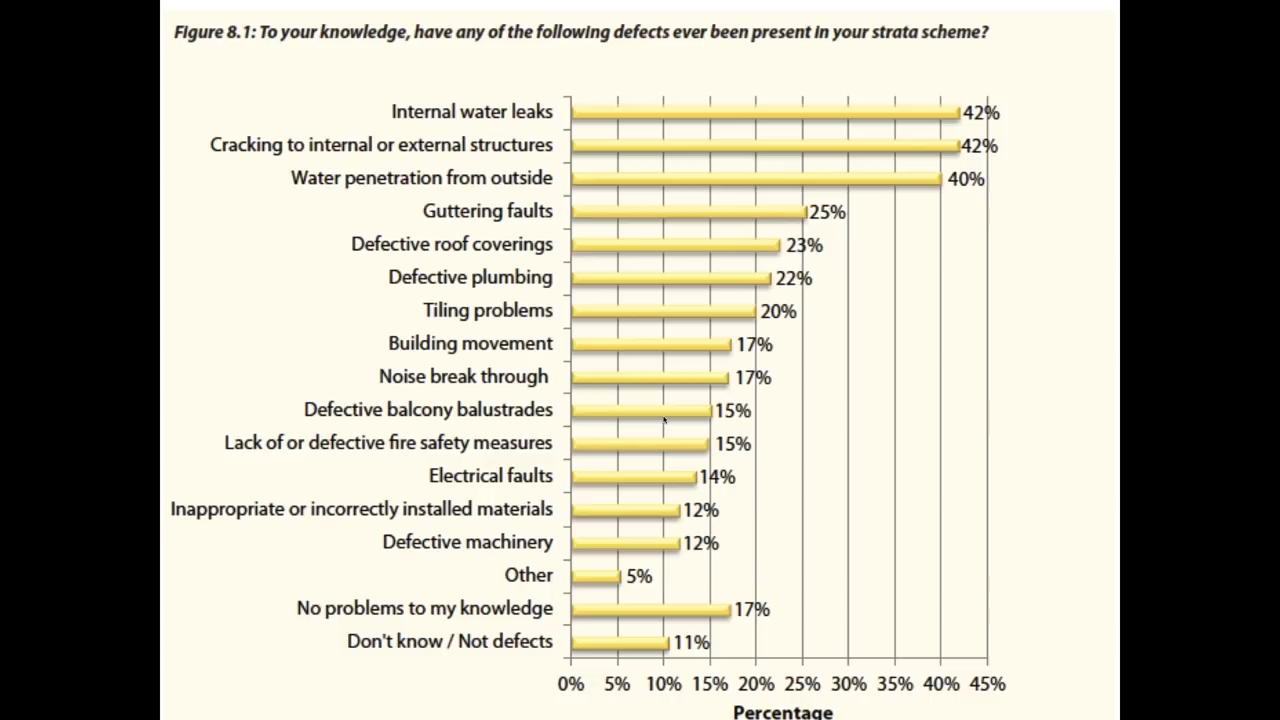 Figure 8.1: To your knowledge, have any of the following defects ever been present in your strata scheme?
Internal water leaks 42%
Cracking to internal or external structures 42%
Water penetration from outside 40%
Guttering faults 25%
Defective roof coverings 23%
Defective plumbing 22%
Tiling problems 20%
Building movement 17%
Noise break through 17%
Defective balcony balustrades 15%
Lack of or defective fire safety measures 15%
Electrical faults 14%
Inappropriate or incorrectly installed materials 12%
Defective machinery 12%
Other 5%
No problems to my knowledge 17%
Don't know / Not defects 11%
0% 5% 10% 15% 20% 25% 30% 35% 40% 45%
Percentage